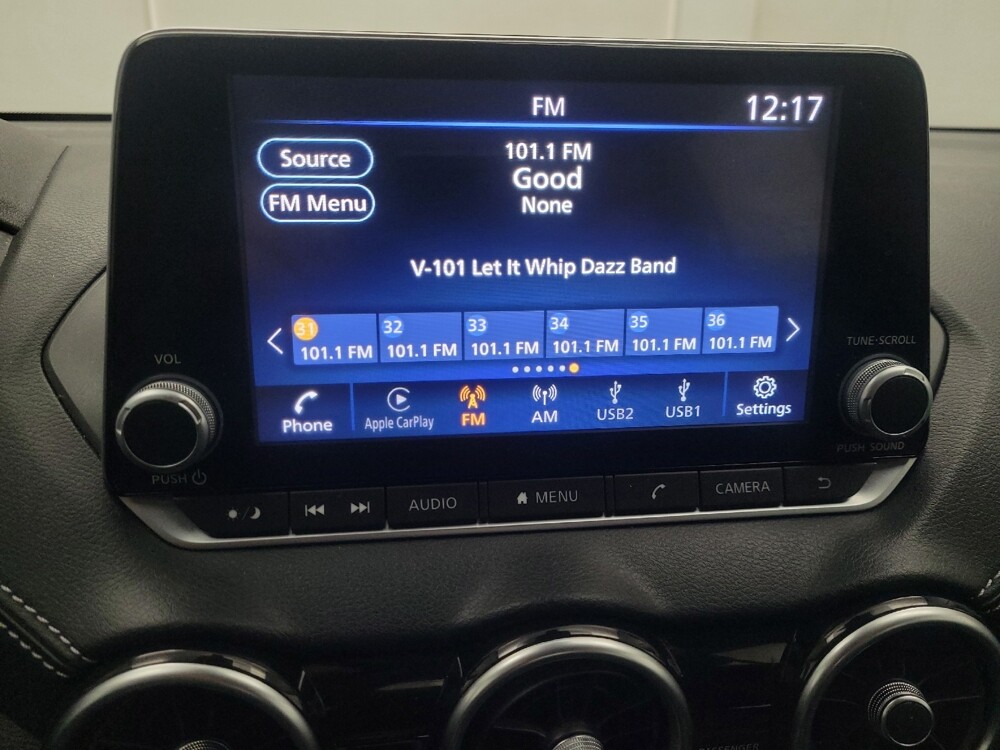 FM
12:17
Source
101.1 FM
Good
FM Menu
None
V-101 Let It Whip Dazz Band
31 32 33 34 35 36
101.1 FM 101.1 FM 101.1 FM 101.1 FM 101.1 FM 101.1 FM
Phone Apple CarPlay FM AM USB2 USB1 Settings
VOL
PUSH
TUNE·SCROLL
PUSH SOUND
AUDIO MENU CAMERA
PASSENGER